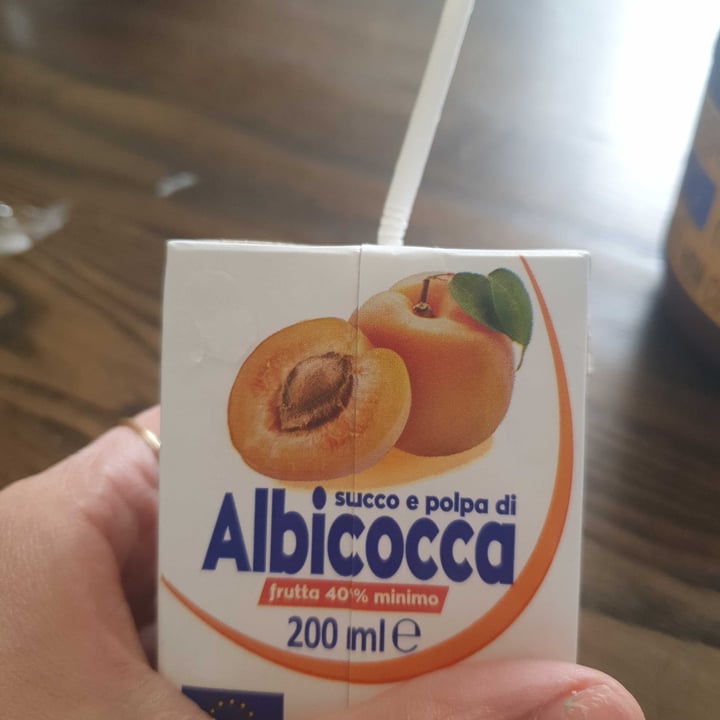 succo e polpa di
Albicocca
frutta 40% minimo
200 ml e